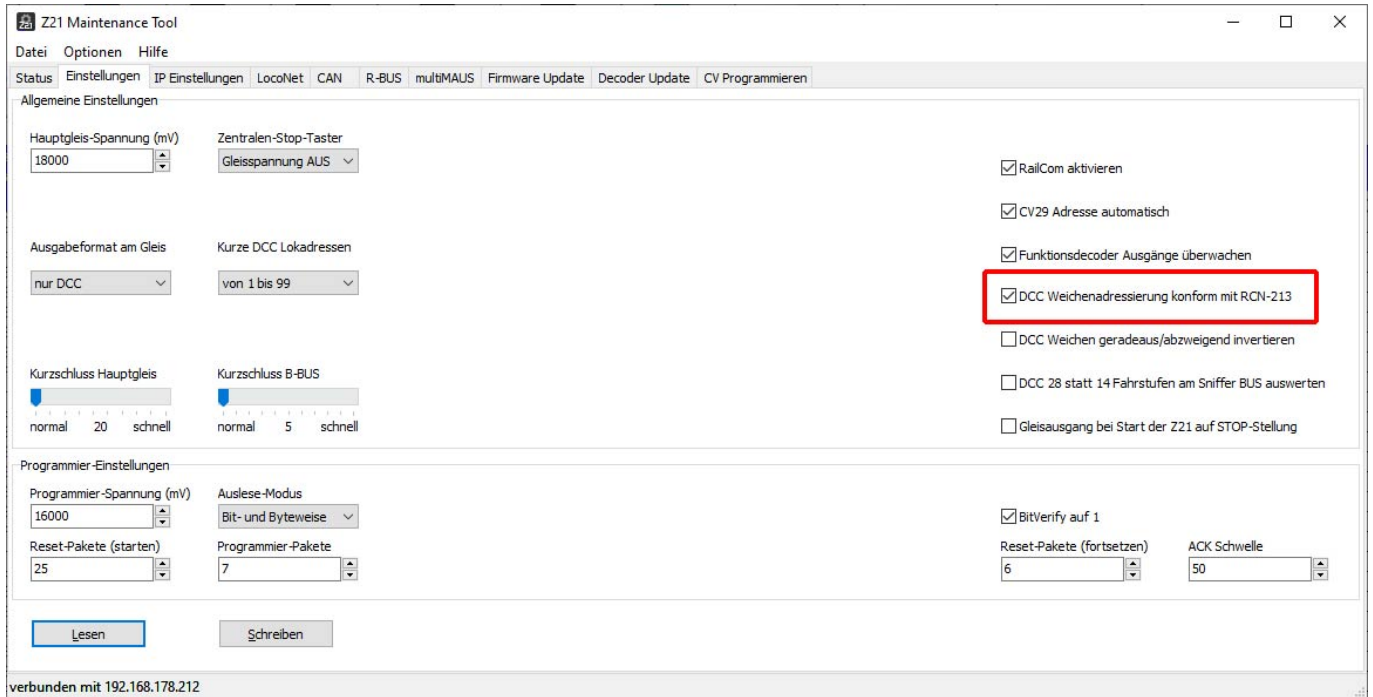 Z21 Maintenance Tool
Datei Optionen Hilfe
Status Einstellungen IP Einstellungen LocoNet CAN R-BUS multiMAUS Firmware Update Decoder Update CV Programmieren
Allgemeine Einstellungen
Hauptgleis-Spannung (mV) Zentralen-Stop-Taster
18000 Gleisspannung AUS
RailCom aktivieren
CV29 Adresse automatisch
Ausgabeformat am Gleis Kurze DCC Lokadressen
Funktionsdecoder Ausgänge überwachen
nur DCC von 1 bis 99
DCC Weichenadressierung konform mit RCN-213
DCC Weichen geradeaus/abzweigend invertieren
Kurzschluss Hauptgleis Kurzschluss B-BUS
DCC 28 statt 14 Fahrstufen am Sniffer BUS auswerten
normal 20 schnell normal 5 schnell
Gleisausgang bei Start der Z21 auf STOP-Stellung
Programmier-Einstellungen
Programmier-Spannung (mV) Auslese-Modus
16000 Bit- und Byteweise BitVerify auf 1
Reset-Pakete (starten) Programmier-Pakete Reset-Pakete (fortsetzen) ACK Schwelle
25 7 6 50
Lesen Schreiben
verbunden mit 192.168.178.212